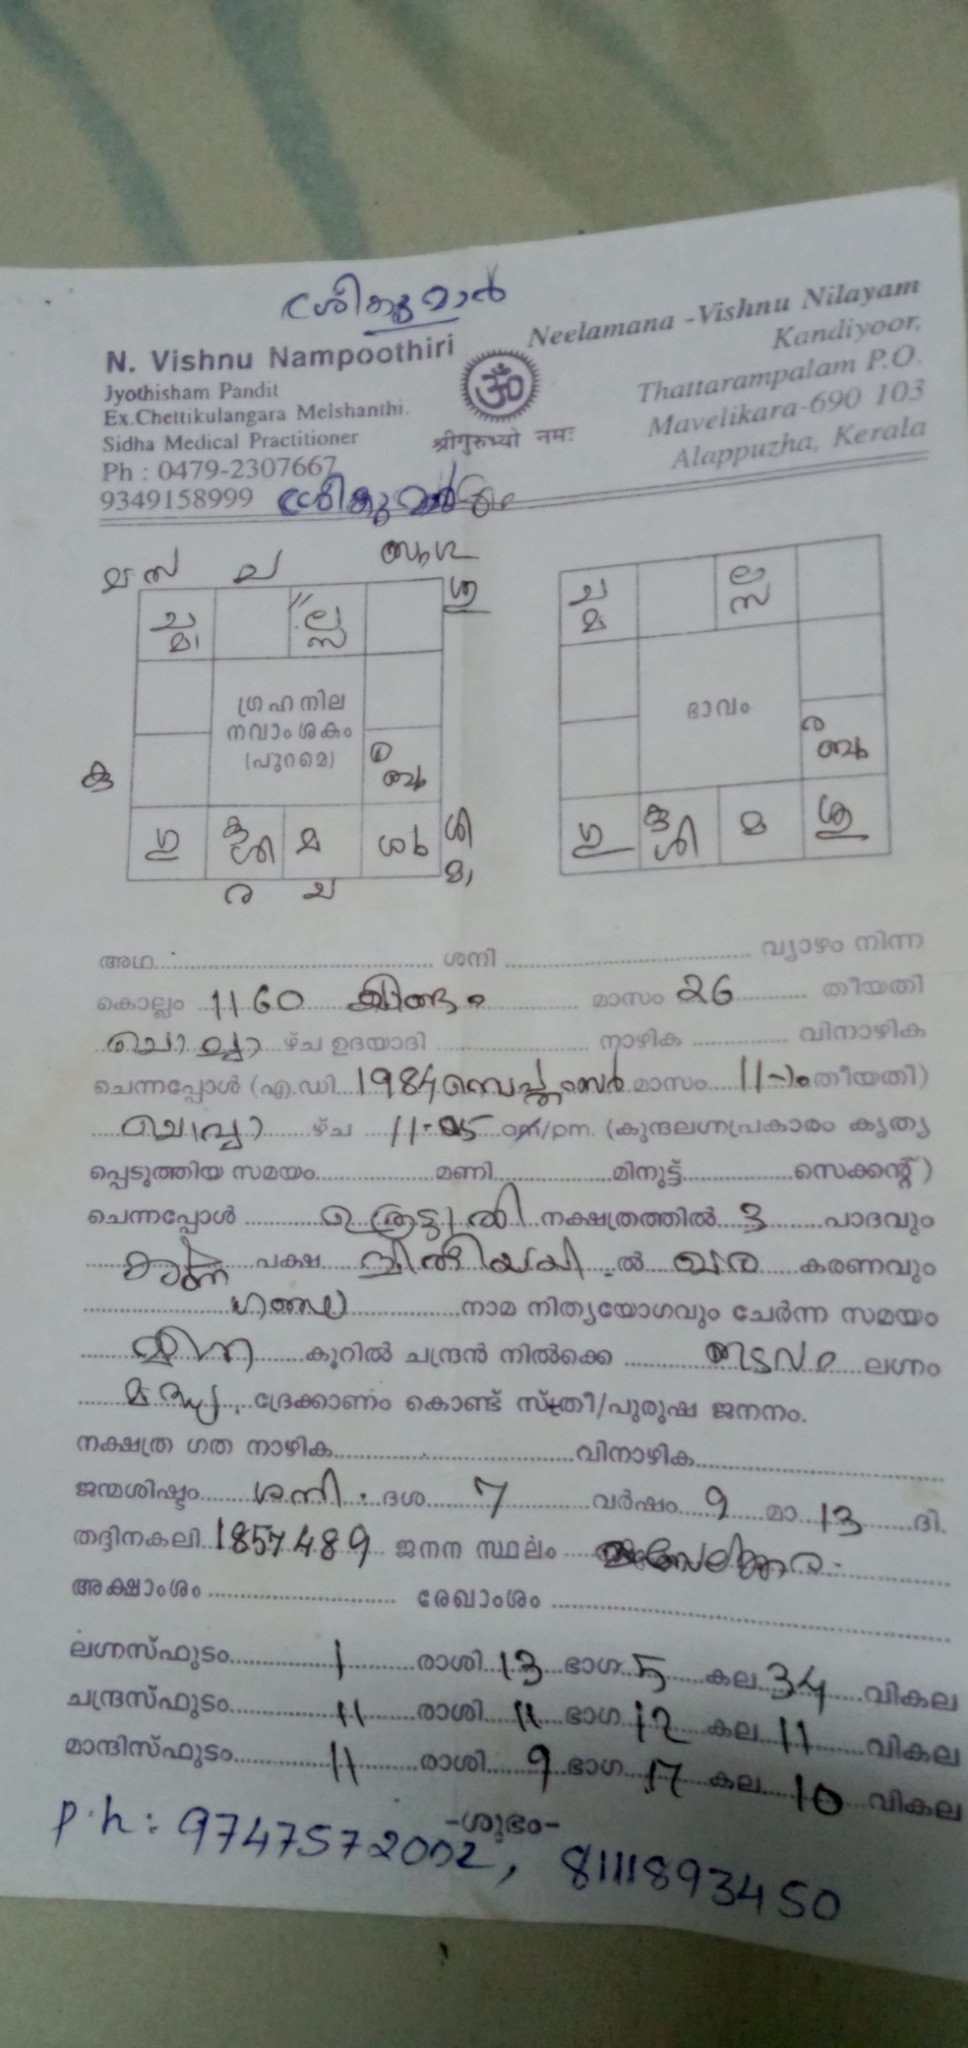 ശ്രീകുമാർ
N. Vishnu Nampoothiri
Jyothisham Pandit
Ex.Chettikulangara Melshanthi.
Sidha Medical Practitioner
Ph : 0479-2307667
9349158999
श्रीगुरुभ्यो नमः
Neelamana -Vishnu Nilayam
Kandiyoor,
Thattarampalam P.O.
Mavelikara-690 103
Alappuzha, Kerala
ച
മാ
ല
സ
ഗ്രഹനില
നവാംശകം
(പുറമെ)
ര
ബു
ഗു
കു
ശി
മ
ച
മ
ല
സ
ഭാവം
ര
ബു
ഗു
കു
ശി
മ
ശു
അഥ ശനി വ്യാഴം നിന്ന
കൊല്ലം 1160 ചിങ്ങം മാസം 26 തീയതി
ചൊവ്വാ ഴ്ച ഉദയാദി നാഴിക വിനാഴിക
ചെന്നപ്പോൾ (എ.ഡി 1984 സെപ്തംബർ മാസം 11-ാം തീയതി)
ചൊവ്വാ ഴ്ച 11-05 am/pm. (കുന്ദലഗ്നപ്രകാരം കൃത്യ
പ്പെടുത്തിയ സമയം മണി മിനുട്ട് സെക്കന്റ്)
ചെന്നപ്പോൾ ഉത്രട്ടാതി നക്ഷത്രത്തിൽ 3 പാദവും
പക്ഷ ദ്വിതീയയി ൽ ഖര കരണവും
ഗണ്ഡ നാമ നിത്യയോഗവും ചേർന്ന സമയം
മീന കൂറിൽ ചന്ദ്രൻ നിൽക്കെ ഇടവം ലഗ്നം
മദ്ധ്യ ദ്രേക്കാണം കൊണ്ട് സ്ത്രീ/പുരുഷ ജനനം.
നക്ഷത്ര ഗത നാഴിക വിനാഴിക
ജന്മശിഷ്ടം ശനി ദശ 7 വർഷം 9 മാ 13 ദി.
തദ്ദിനകലി 1857489 ജനന സ്ഥലം മാവേലിക്കര
അക്ഷാംശം രേഖാംശം
ലഗ്നസ്ഫുടം 1 രാശി 13 ഭാഗ 5 കല 34 വികല
ചന്ദ്രസ്ഫുടം 11 രാശി 11 ഭാഗ 12 കല 11 വികല
മാന്ദിസ്ഫുടം 11 രാശി 9 ഭാഗ 17 കല 10 വികല
-ശുഭം-
p.h: 9747572002, 8111893450